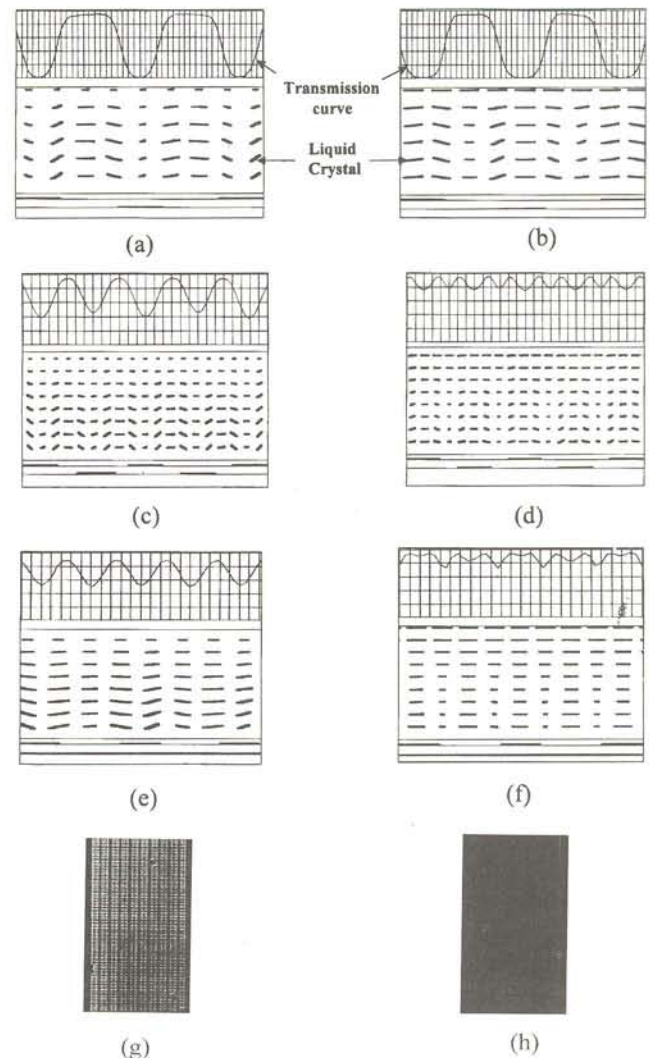 Transmission
curve
Liquid
Crystal
(a)
(b)
(c)
(d)
(e)
(f)
(g)
(h)